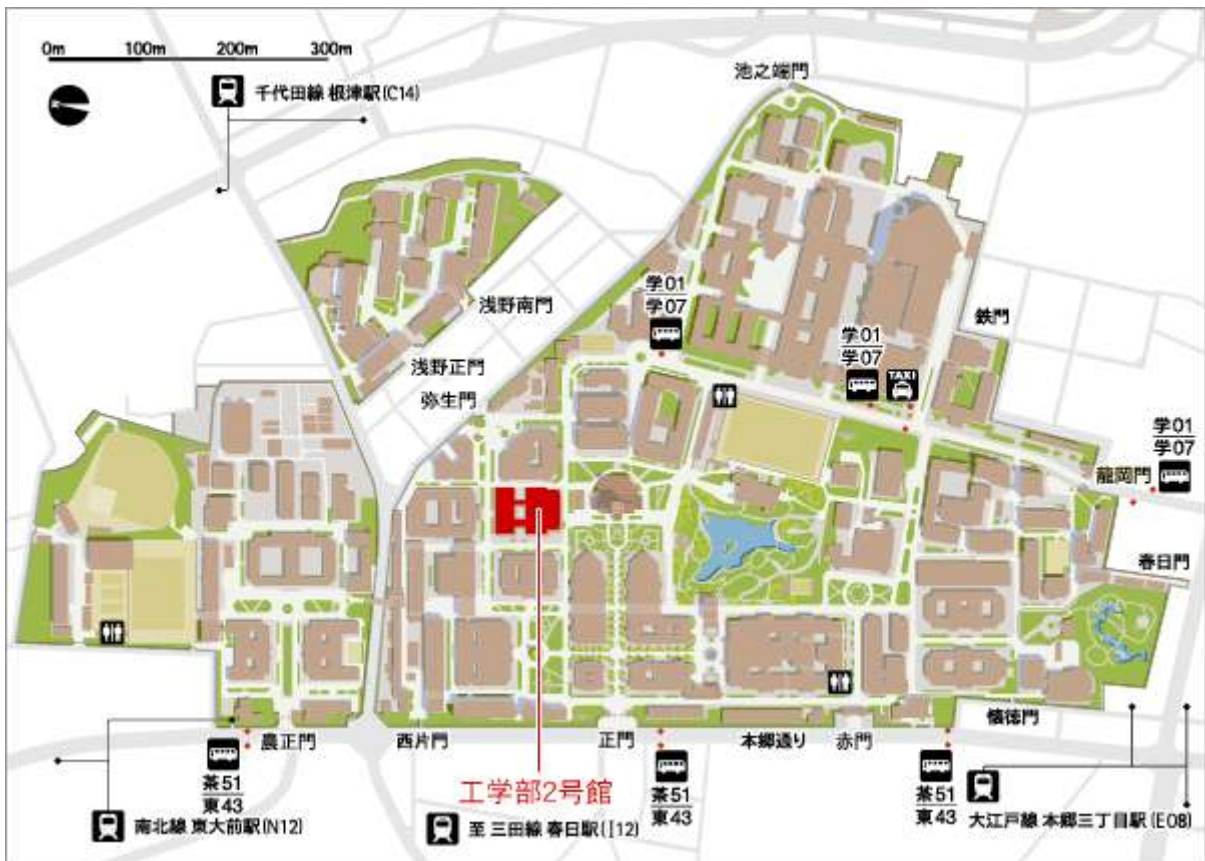 0m 100m 200m 300m
千代田線 根津駅(C14)
池之端門
学01
学07
浅野南門
学01
学07
TAXI
鉄門
浅野正門
弥生門
学01
学07
龍岡門
春日門
懐徳門
農正門
西片門
正門
本郷通り
赤門
茶51
東43
工学部2号館
茶51
東43
茶51
東43
南北線 東大前駅(N12)
至 三田線 春日駅(I12)
大江戸線 本郷三丁目駅(E08)